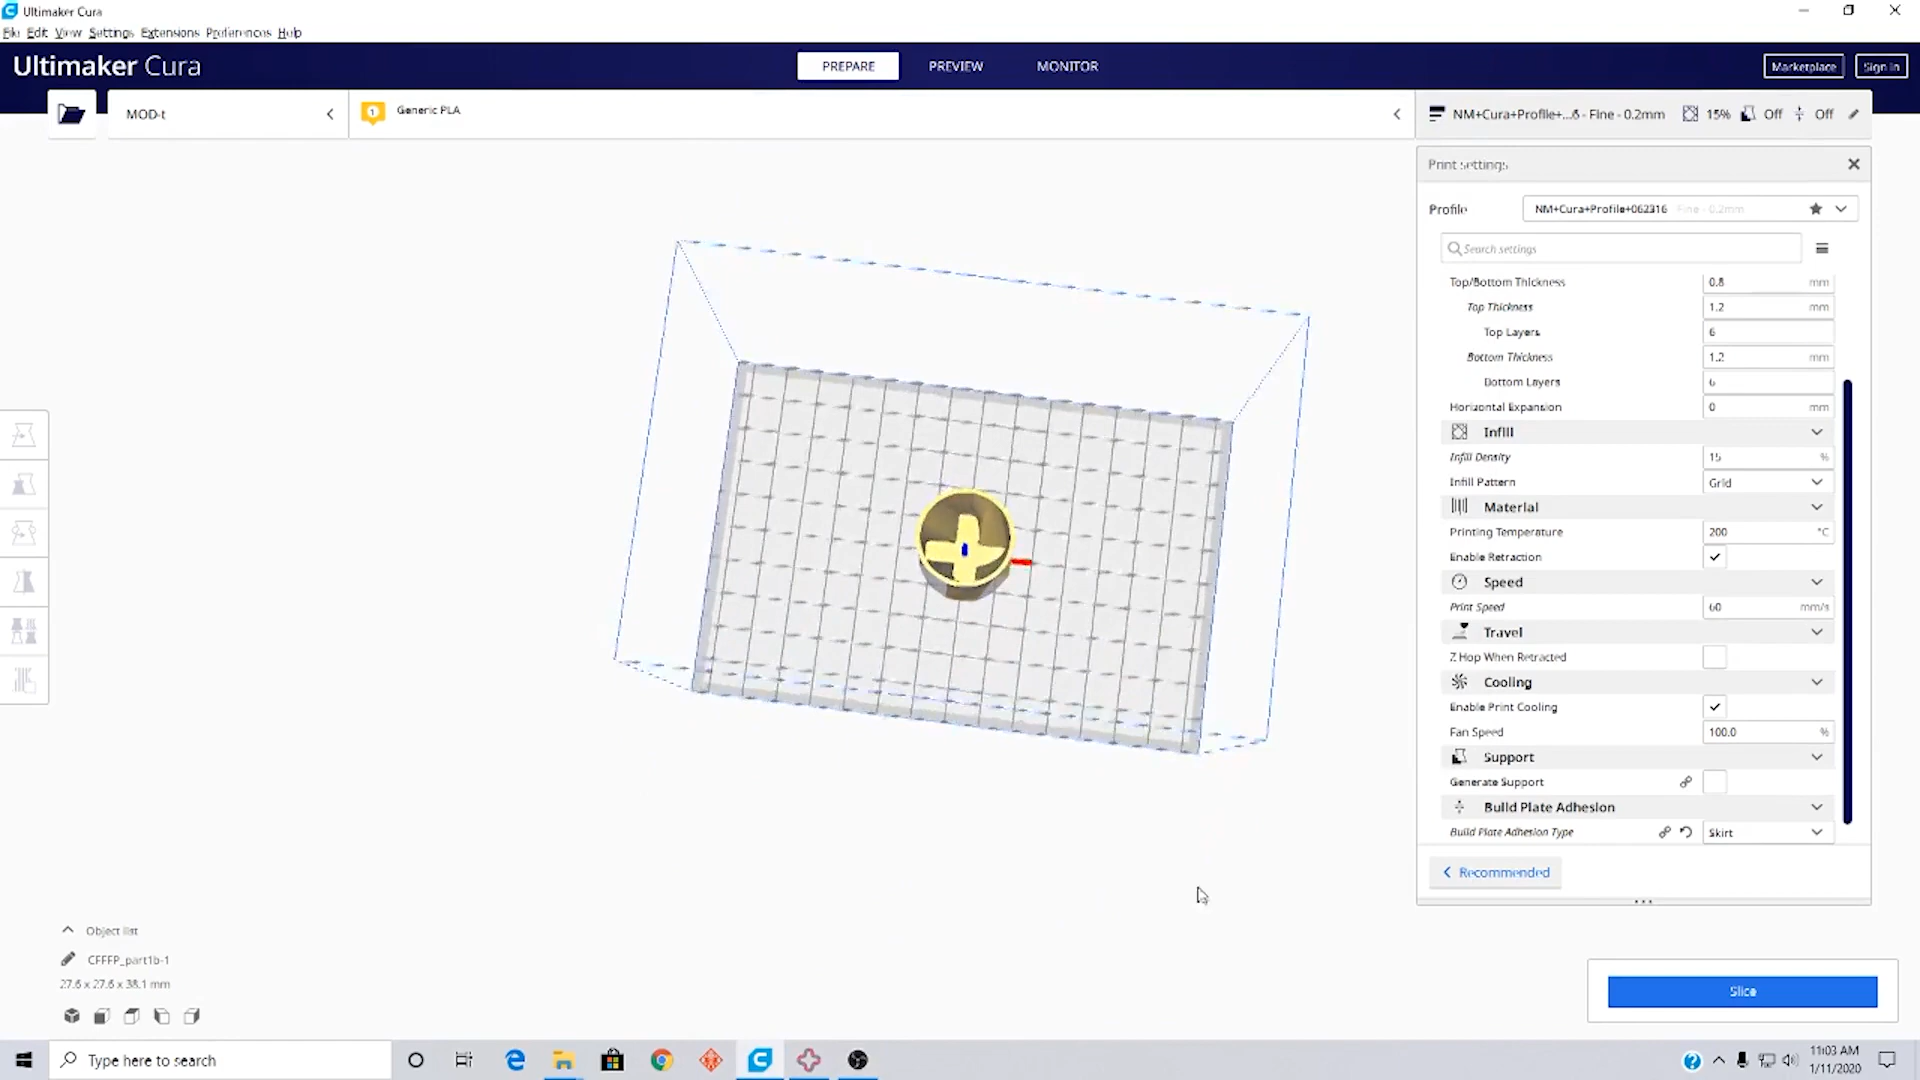 Ultimaker Cura
File Edit View Settings Extensions Preferences Help
Ultimaker Cura
PREPARE
PREVIEW
MONITOR
Marketplace
Sign in
MOD-t
1
Generic PLA
NM+Cura+Profile+...6 - Fine - 0.2mm
15%
Off
Off
Print settings
Profile
NM+Cura+Profile+062316 Fine - 0.2mm
Search settings
Top/Bottom Thickness 0.8 mm
Top Thickness 1.2 mm
Top Layers 6
Bottom Thickness 1.2 mm
Bottom Layers 6
Horizontal Expansion 0 mm
Infill
Infill Density 15 %
Infill Pattern Grid
Material
Printing Temperature 200 °C
Enable Retraction
Speed
Print Speed 60 mm/s
Travel
Z Hop When Retracted
Cooling
Enable Print Cooling
Fan Speed 100.0 %
Support
Generate Support
Build Plate Adhesion
Build Plate Adhesion Type Skirt
Recommended
Object list
CFFFP_part1b-1
27.6 x 27.6 x 38.1 mm
Slice
Type here to search
11:03 AM
1/11/2020